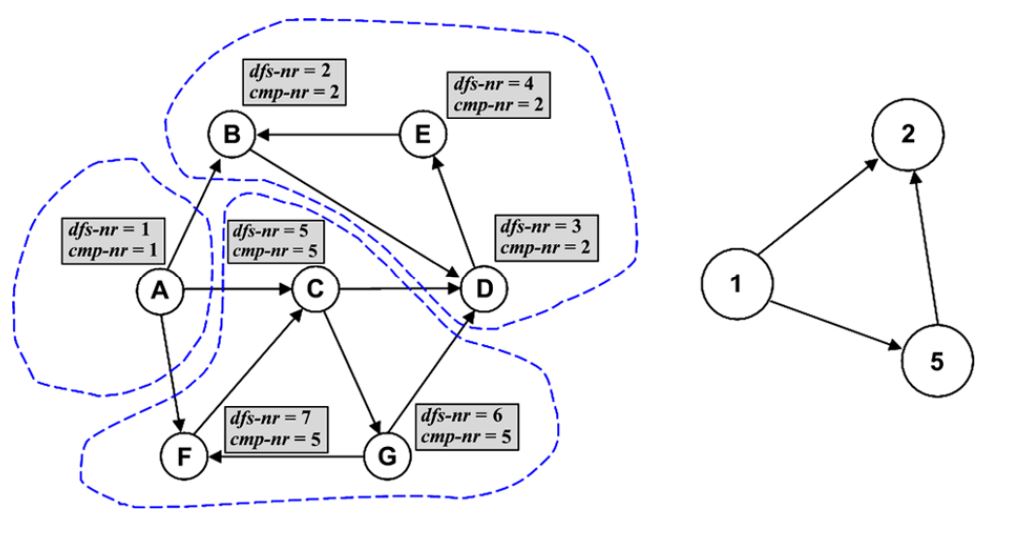 dfs-nr = 2
cmp-nr = 2
dfs-nr = 4
cmp-nr = 2
B
E
dfs-nr = 1
cmp-nr = 1
dfs-nr = 5
cmp-nr = 5
dfs-nr = 3
cmp-nr = 2
A
C
D
dfs-nr = 7
cmp-nr = 5
dfs-nr = 6
cmp-nr = 5
F
G
2
1
5